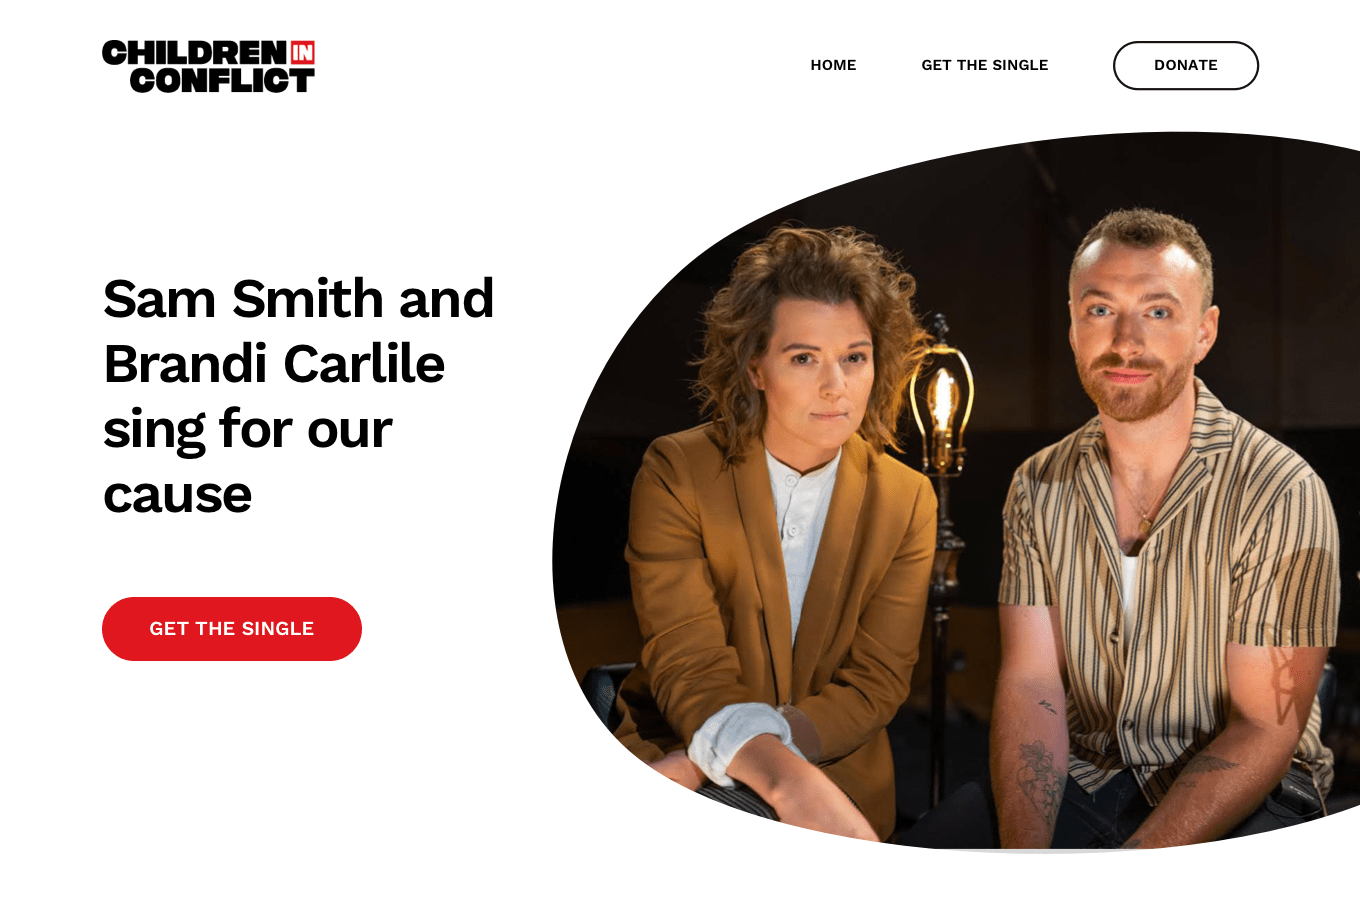 CHILDREN IN
CONFLICT
HOME
GET THE SINGLE
DONATE
Sam Smith and
Brandi Carlile
sing for our
cause
GET THE SINGLE